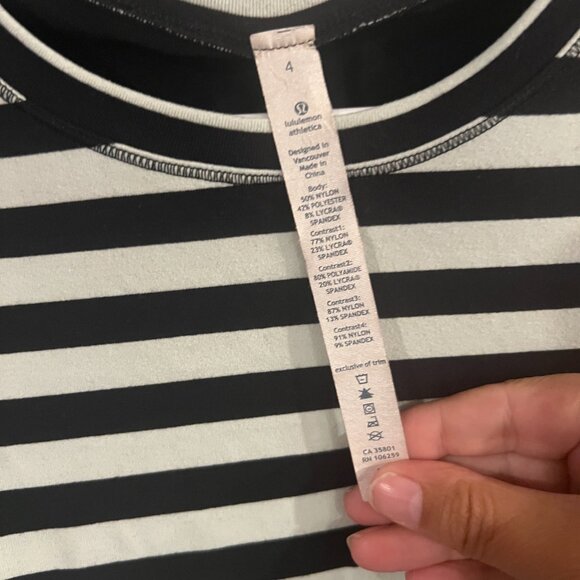 4
lululemon
athletica
Designed in
Vancouver
Made in
China
Body:
50% NYLON
42% POLYESTER
8% LYCRA®
SPANDEX
Contrast1:
77% NYLON
23% LYCRA®
SPANDEX
Contrast2:
80% POLYAMIDE
20% LYCRA®
SPANDEX
Contrast3:
87% NYLON
13% SPANDEX
Contrast4:
91% NYLON
9% SPANDEX
exclusive of trim
CA 35801
RN 106259